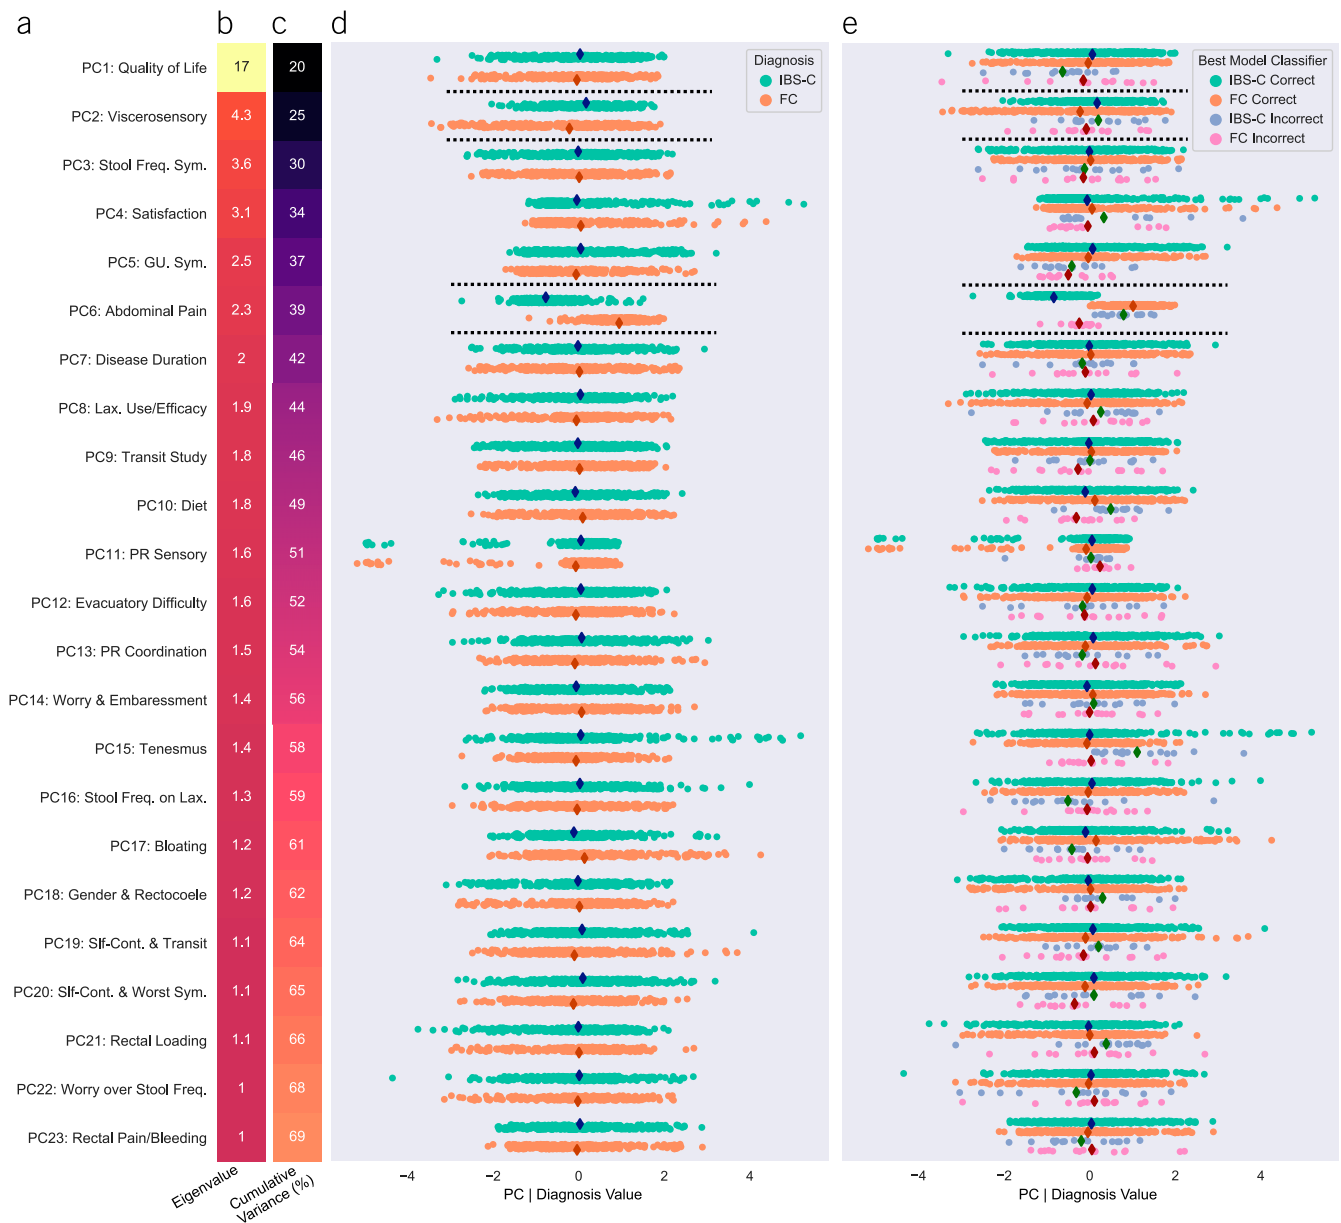 a b c d e
PC1: Quality of Life 17 20
PC2: Viscerosensory 4.3 25
PC3: Stool Freq. Sym. 3.6 30
PC4: Satisfaction 3.1 34
PC5: GU. Sym. 2.5 37
PC6: Abdominal Pain 2.3 39
PC7: Disease Duration 2 42
PC8: Lax. Use/Efficacy 1.9 44
PC9: Transit Study 1.8 46
PC10: Diet 1.8 49
PC11: PR Sensory 1.6 51
PC12: Evacuatory Difficulty 1.6 52
PC13: PR Coordination 1.5 54
PC14: Worry & Embaressment 1.4 56
PC15: Tenesmus 1.4 58
PC16: Stool Freq. on Lax. 1.3 59
PC17: Bloating 1.2 61
PC18: Gender & Rectocoele 1.2 62
PC19: Slf-Cont. & Transit 1.1 64
PC20: Slf-Cont. & Worst Sym. 1.1 65
PC21: Rectal Loading 1.1 66
PC22: Worry over Stool Freq. 1 68
PC23: Rectal Pain/Bleeding 1 69
Eigenvalue
Cumulative
Variance (%)
Diagnosis
IBS-C
FC
−4 −2 0 2 4
PC | Diagnosis Value
Best Model Classifier
IBS-C Correct
FC Correct
IBS-C Incorrect
FC Incorrect
−4 −2 0 2 4
PC | Diagnosis Value